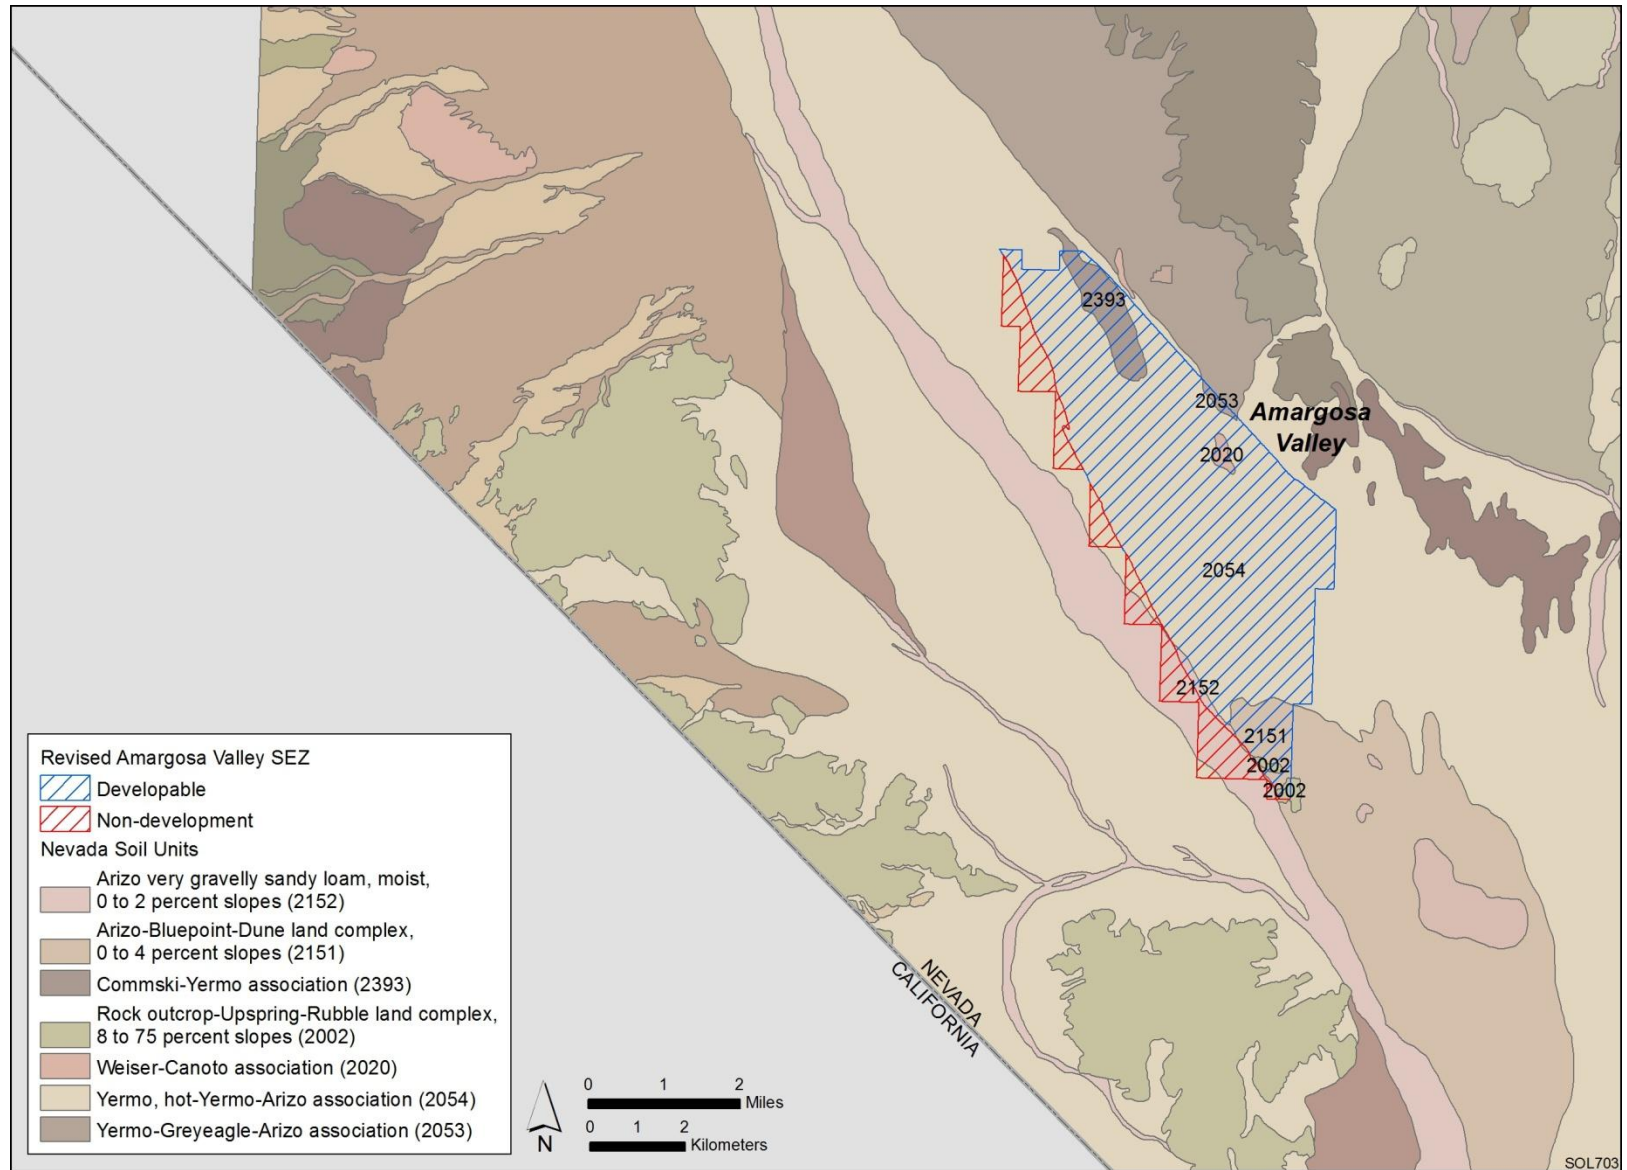 2393
2053
Amargosa
Valley
2020
2054
2152
2151
2002
2002
Revised Amargosa Valley SEZ
Developable
Non-development
Nevada Soil Units
Arizo very gravelly sandy loam, moist,
0 to 2 percent slopes (2152)
Arizo-Bluepoint-Dune land complex,
0 to 4 percent slopes (2151)
Commski-Yermo association (2393)
Rock outcrop-Upspring-Rubble land complex,
8 to 75 percent slopes (2002)
Weiser-Canoto association (2020)
Yermo, hot-Yermo-Arizo association (2054)
Yermo-Greyeagle-Arizo association (2053)
NEVADA
CALIFORNIA
N
0 1 2
Miles
0 1 2
Kilometers
SOL703